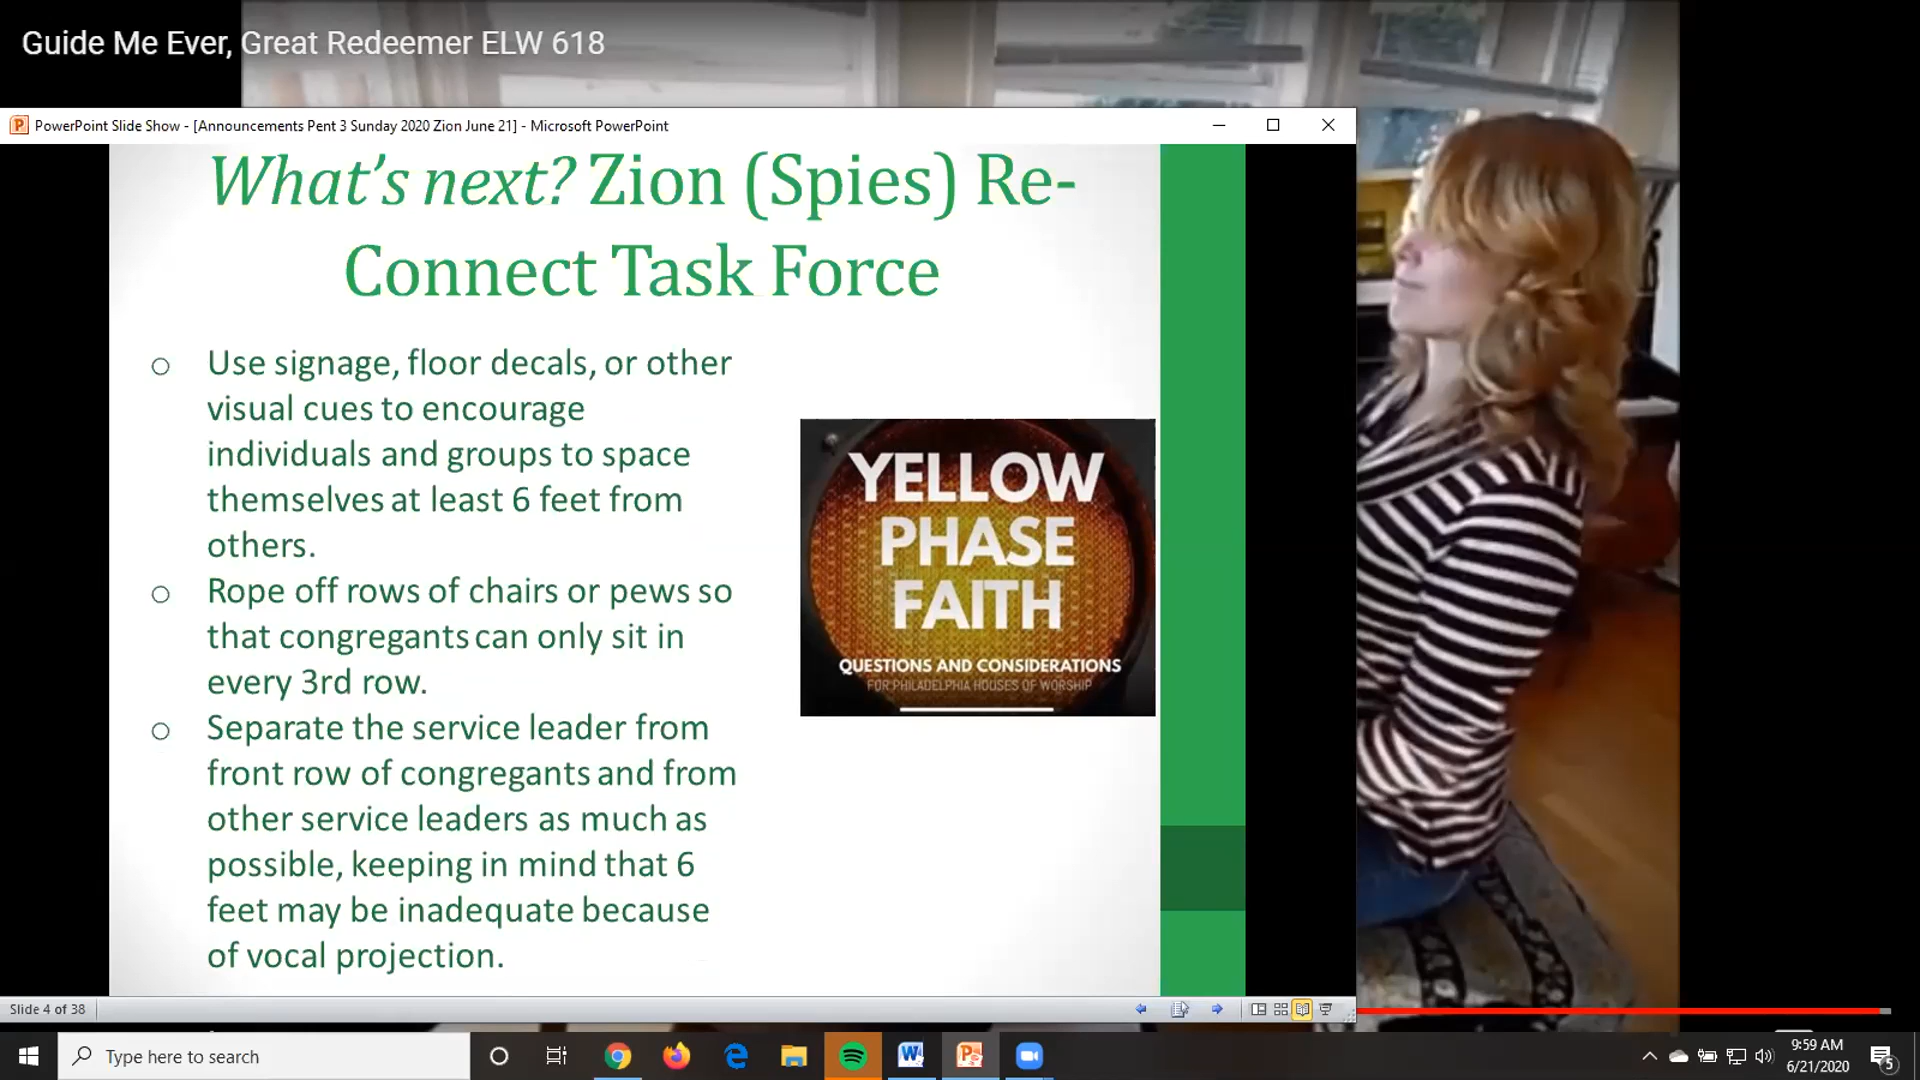 Guide Me Ever, Great Redeemer ELW 618
PowerPoint Slide Show - [Announcements Pent 3 Sunday 2020 Zion June 21] - Microsoft PowerPoint
What's next? Zion (Spies) Re-
Connect Task Force
Use signage, floor decals, or other
visual cues to encourage
individuals and groups to space
themselves at least 6 feet from
others.
Rope off rows of chairs or pews so
that congregants can only sit in
every 3rd row.
Separate the service leader from
front row of congregants and from
other service leaders as much as
possible, keeping in mind that 6
feet may be inadequate because
of vocal projection.
YELLOW
PHASE
FAITH
QUESTIONS AND CONSIDERATIONS
FOR PHILADELPHIA HOUSES OF WORSHIP
Slide 4 of 38
Type here to search
9:59 AM
6/21/2020
5